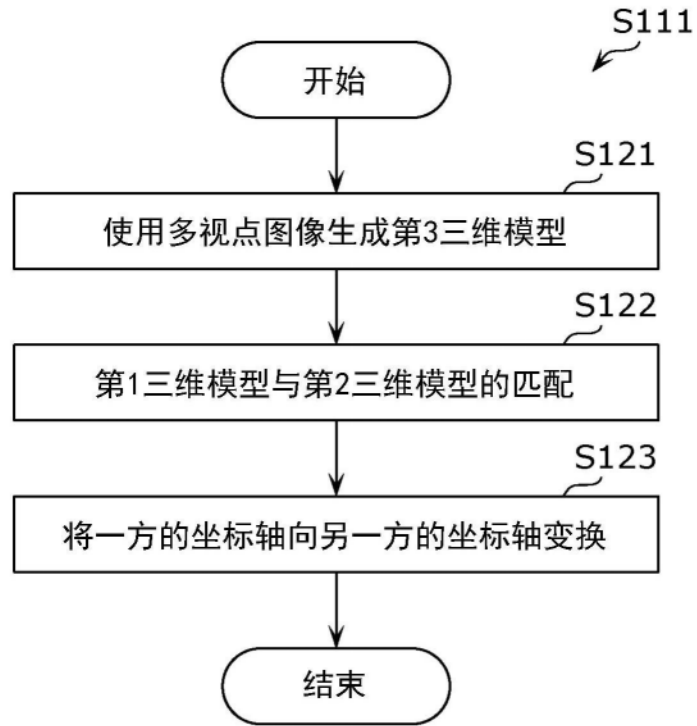 S111
开始
S121
使用多视点图像生成第3三维模型
S122
第1三维模型与第2三维模型的匹配
S123
将一方的坐标轴向另一方的坐标轴变换
结束